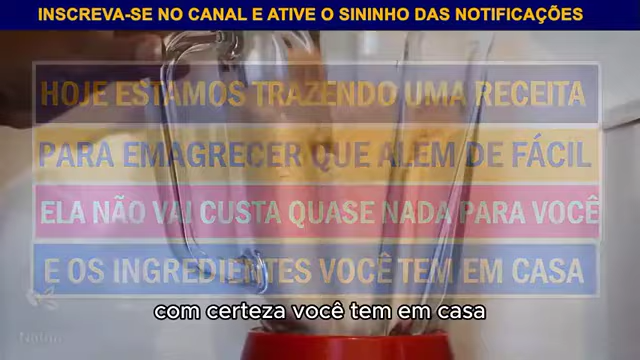 INSCREVA-SE NO CANAL E ATIVE O SININHO DAS NOTIFICAÇÕES
HOJE ESTAMOS TRAZENDO UMA RECEITA
PARA EMAGRECER QUE ALÉM DE FÁCIL
ELA NÃO VAI CUSTA QUASE NADA PARA VOCÊ
E OS INGREDIENTES VOCÊ TEM EM CASA
com certeza você tem em casa